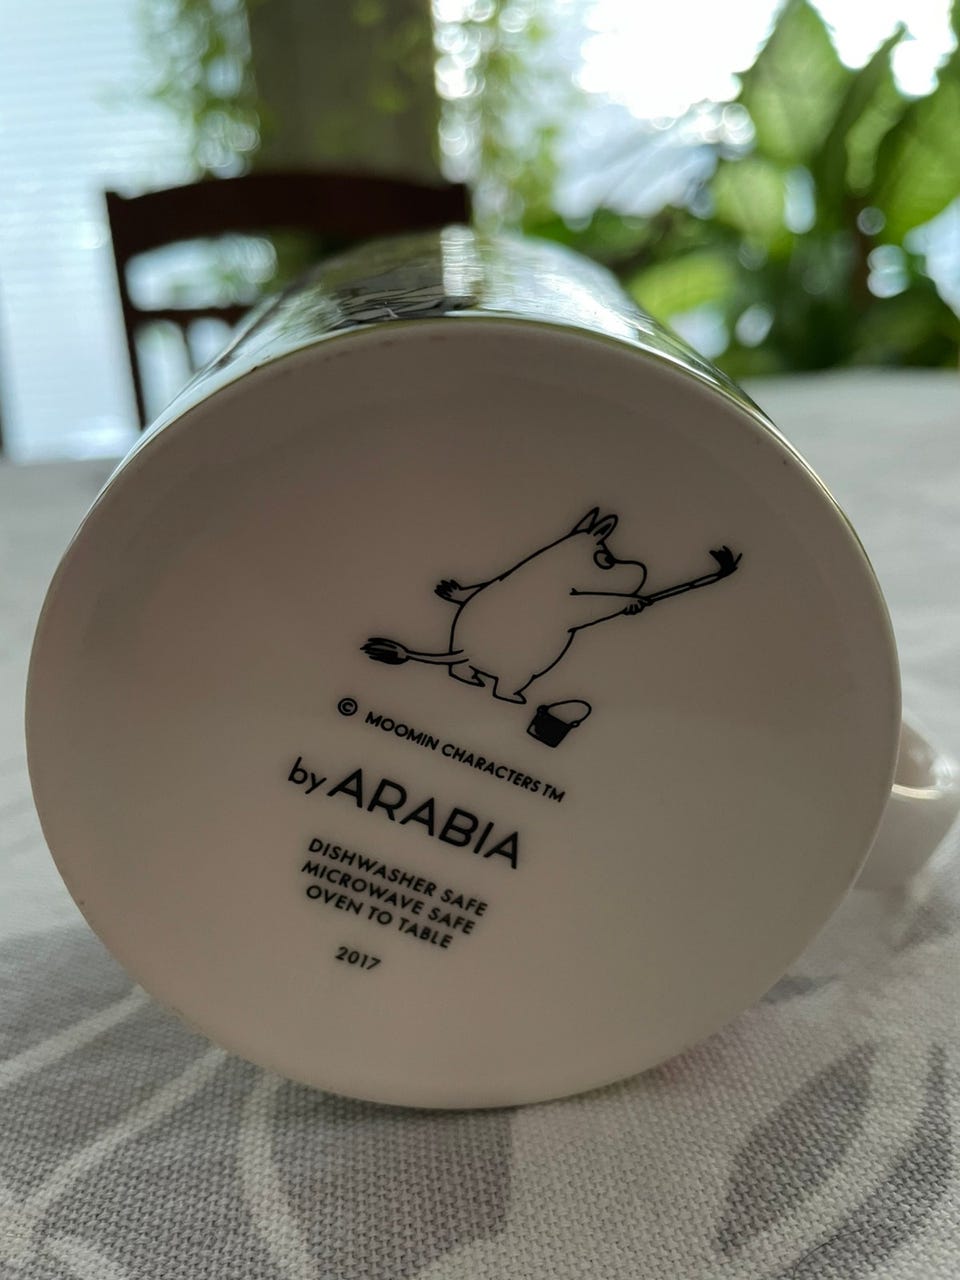 © MOOMIN CHARACTERS TM
by ARABIA
DISHWASHER SAFE
MICROWAVE SAFE
OVEN TO TABLE
2017